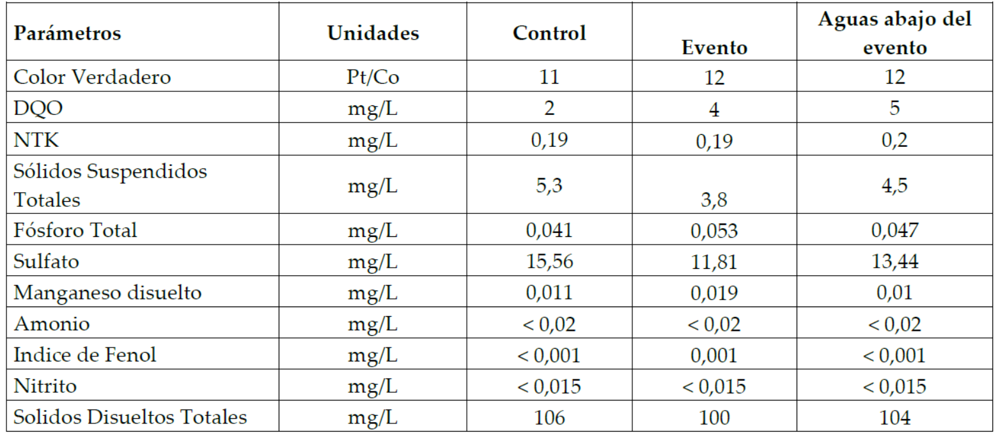 Parámetros Unidades Control Evento Aguas abajo del
evento
Color Verdadero Pt/Co 11 12 12
DQO mg/L 2 4 5
NTK mg/L 0,19 0,19 0,2
Sólidos Suspendidos
Totales mg/L 5,3 3,8 4,5
Fósforo Total mg/L 0,041 0,053 0,047
Sulfato mg/L 15,56 11,81 13,44
Manganeso disuelto mg/L 0,011 0,019 0,01
Amonio mg/L < 0,02 < 0,02 < 0,02
Indice de Fenol mg/L < 0,001 0,001 < 0,001
Nitrito mg/L < 0,015 < 0,015 < 0,015
Solidos Disueltos Totales mg/L 106 100 104